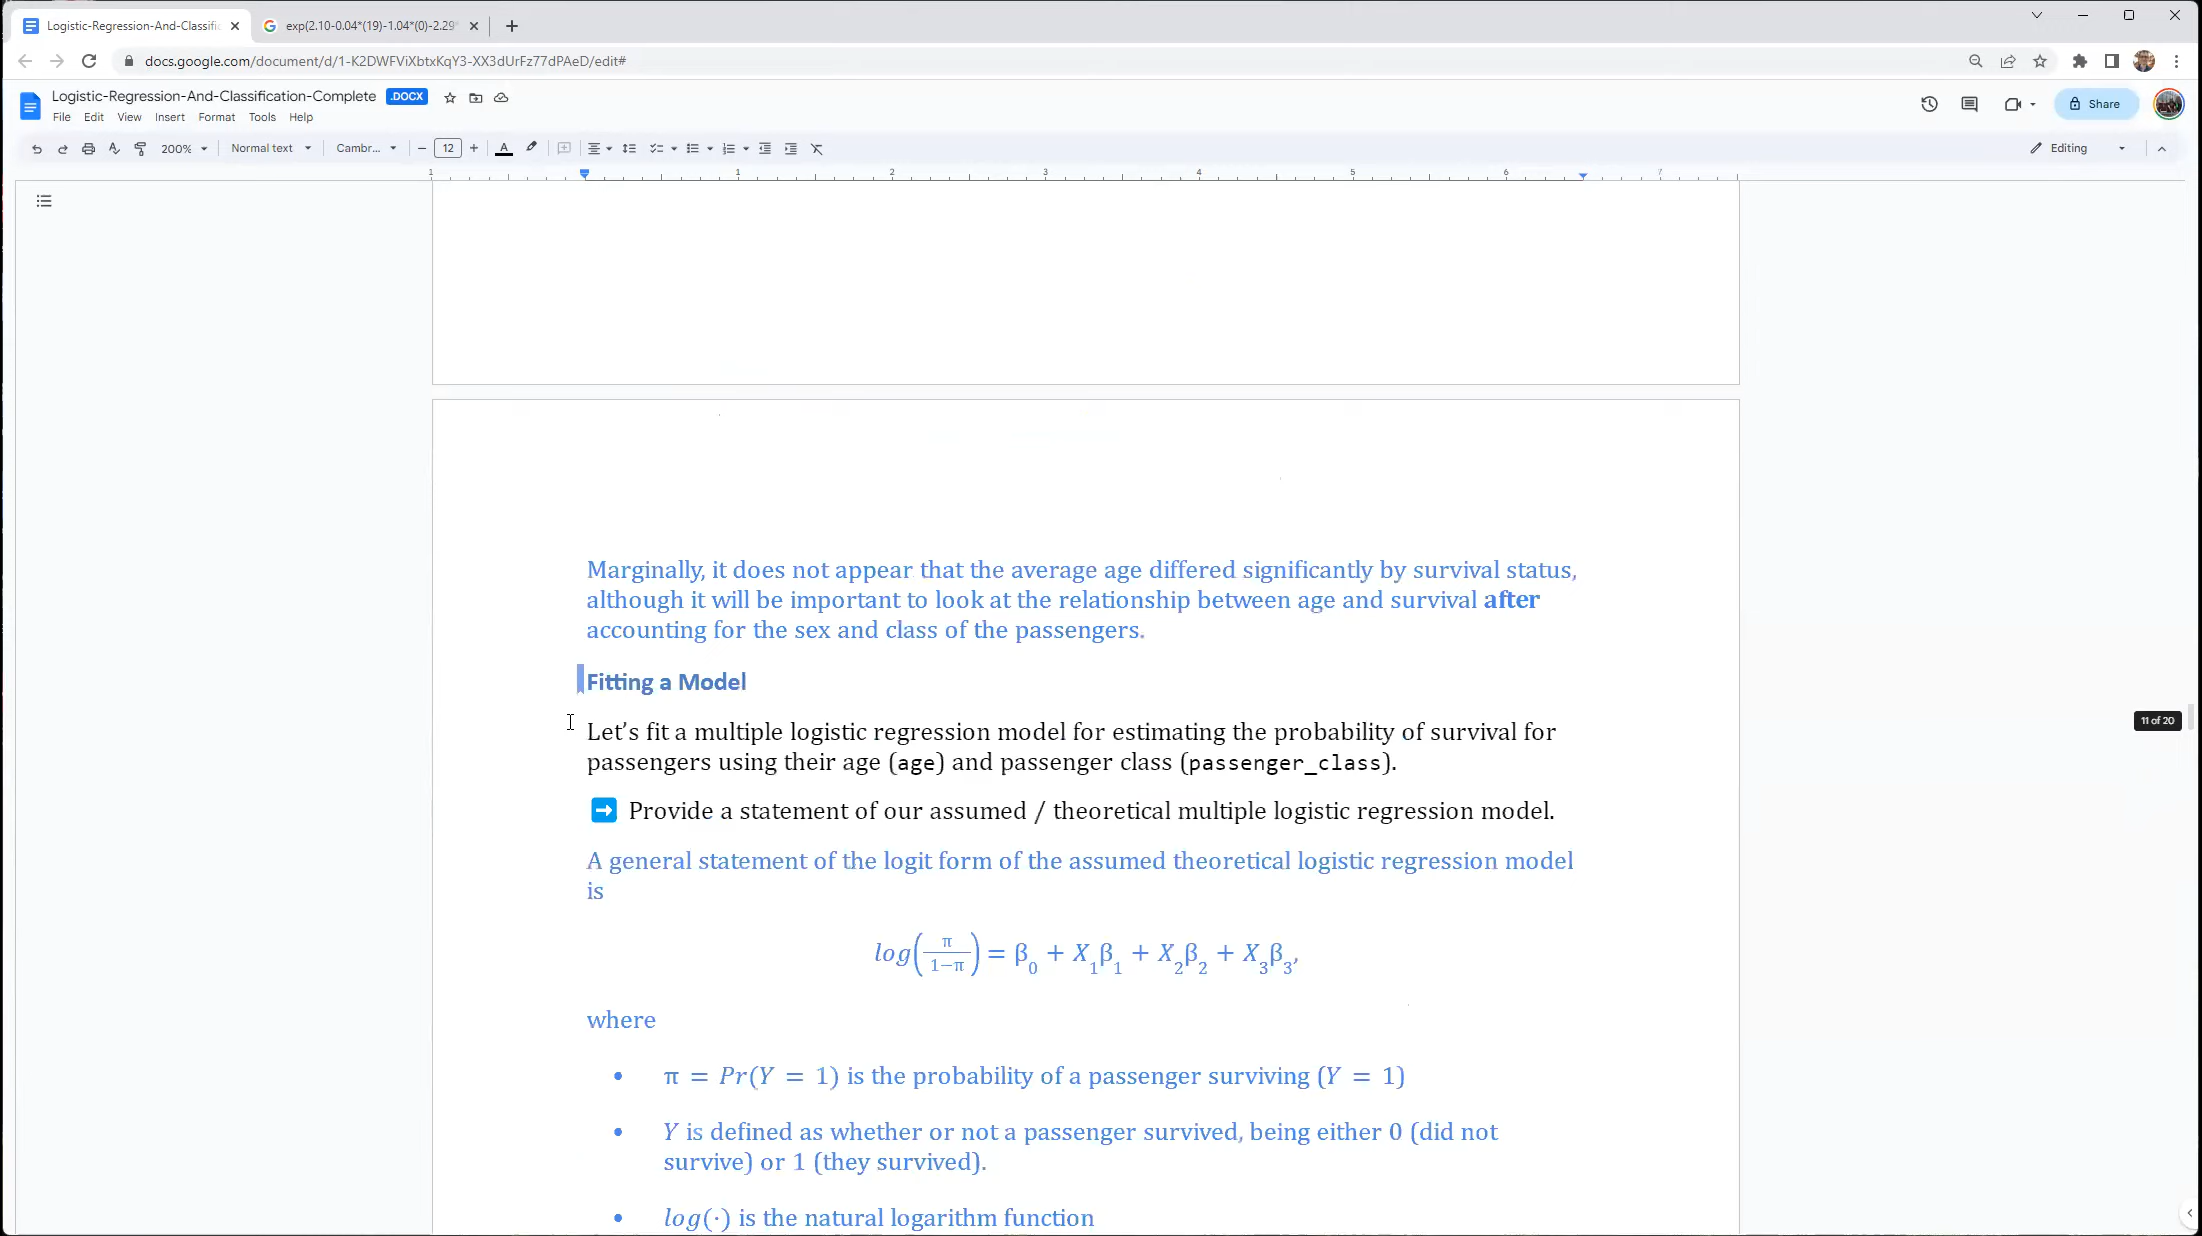 Logistic-Regression-And-Classific
exp(2.10-0.04*(19)-1.04*(0)-2.29*
docs.google.com/document/d/1-K2DWFViXbtxKqY3-XX3dUrFz77dPAeD/edit#
Logistic-Regression-And-Classification-Complete .DOCX
Share
File Edit View Insert Format Tools Help
200% Normal text Cambr... 12 Editing
1 1 2 3 4 5 6 7
Marginally, it does not appear that the average age differed significantly by survival status,
although it will be important to look at the relationship between age and survival after
accounting for the sex and class of the passengers.
Fitting a Model
Let’s fit a multiple logistic regression model for estimating the probability of survival for
passengers using their age (age) and passenger class (passenger_class).
11 of 20
➡ Provide a statement of our assumed / theoretical multiple logistic regression model.
A general statement of the logit form of the assumed theoretical logistic regression model
is
log(π/(1−π)) = β₀ + X₁β₁ + X₂β₂ + X₃β₃,
where
• π = Pr(Y = 1) is the probability of a passenger surviving (Y = 1)
• Y is defined as whether or not a passenger survived, being either 0 (did not
survive) or 1 (they survived).
• log(·) is the natural logarithm function